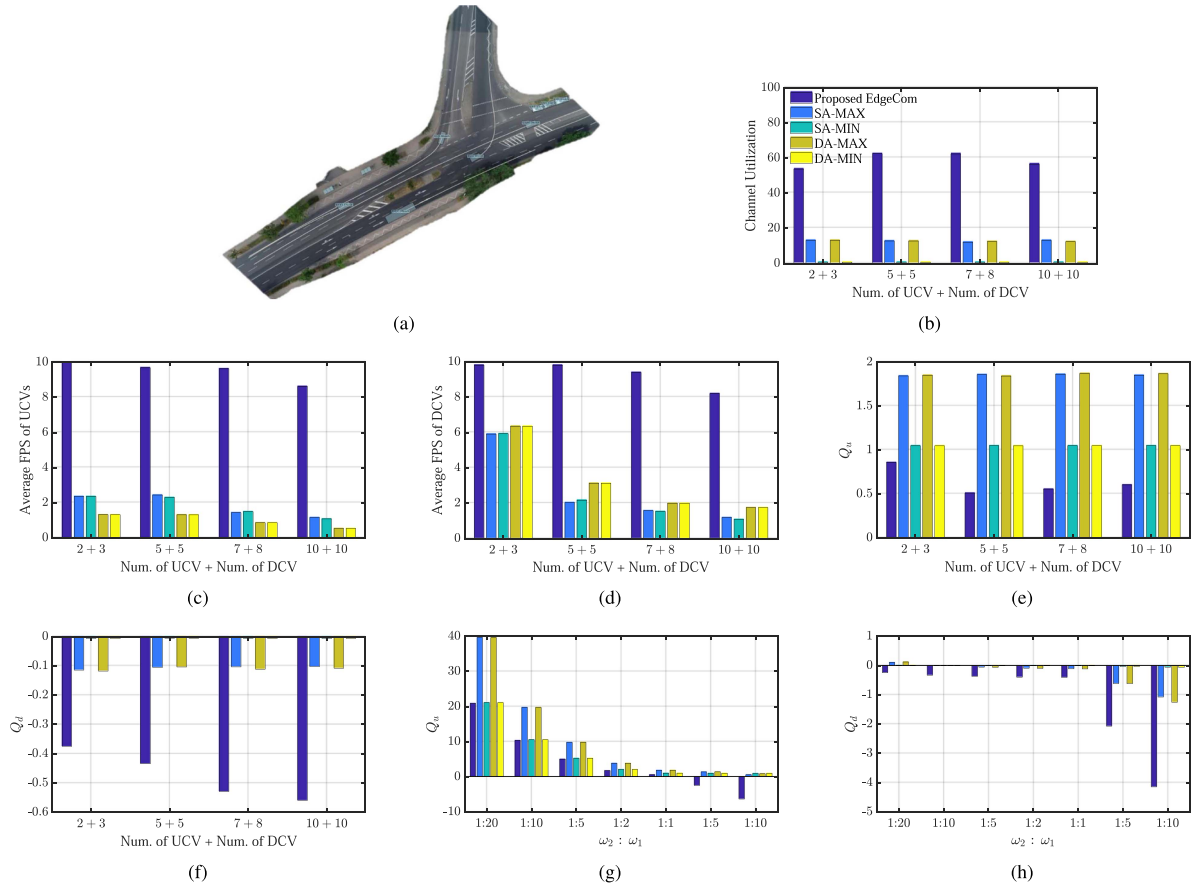 (a)
100
80
60
40
20
0
Channel Utilization
Proposed EdgeCom
SA-MAX
SA-MIN
DA-MAX
DA-MIN
2 + 3
5 + 5
7 + 8
10 + 10
Num. of UCV + Num. of DCV
(b)
10
8
6
4
2
0
Average FPS of UCVs
2 + 3
5 + 5
7 + 8
10 + 10
Num. of UCV + Num. of DCV
(c)
10
8
6
4
2
0
Average FPS of DCVs
2 + 3
5 + 5
7 + 8
10 + 10
Num. of UCV + Num. of DCV
(d)
2
1.5
1
0.5
0
Qu
2 + 3
5 + 5
7 + 8
10 + 10
Num. of UCV + Num. of DCV
(e)
0
-0.1
-0.2
-0.3
-0.4
-0.5
-0.6
Qd
2 + 3
5 + 5
7 + 8
10 + 10
Num. of UCV + Num. of DCV
(f)
40
30
20
10
0
-10
Qu
1:20
1:10
1:5
1:2
1:1
1:5
1:10
ω2 : ω1
(g)
1
0
-1
-2
-3
-4
-5
Qd
1:20
1:10
1:5
1:2
1:1
1:5
1:10
ω2 : ω1
(h)